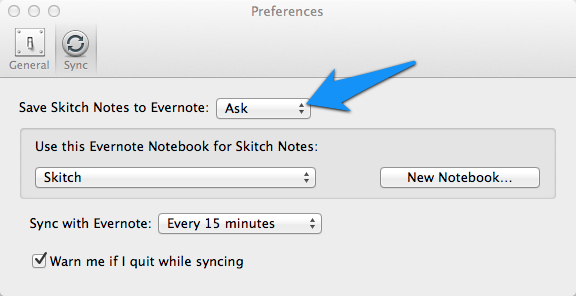 Preferences
General
Sync
Save Skitch Notes to Evernote: Ask
Use this Evernote Notebook for Skitch Notes:
Skitch New Notebook...
Sync with Evernote: Every 15 minutes
Warn me if I quit while syncing